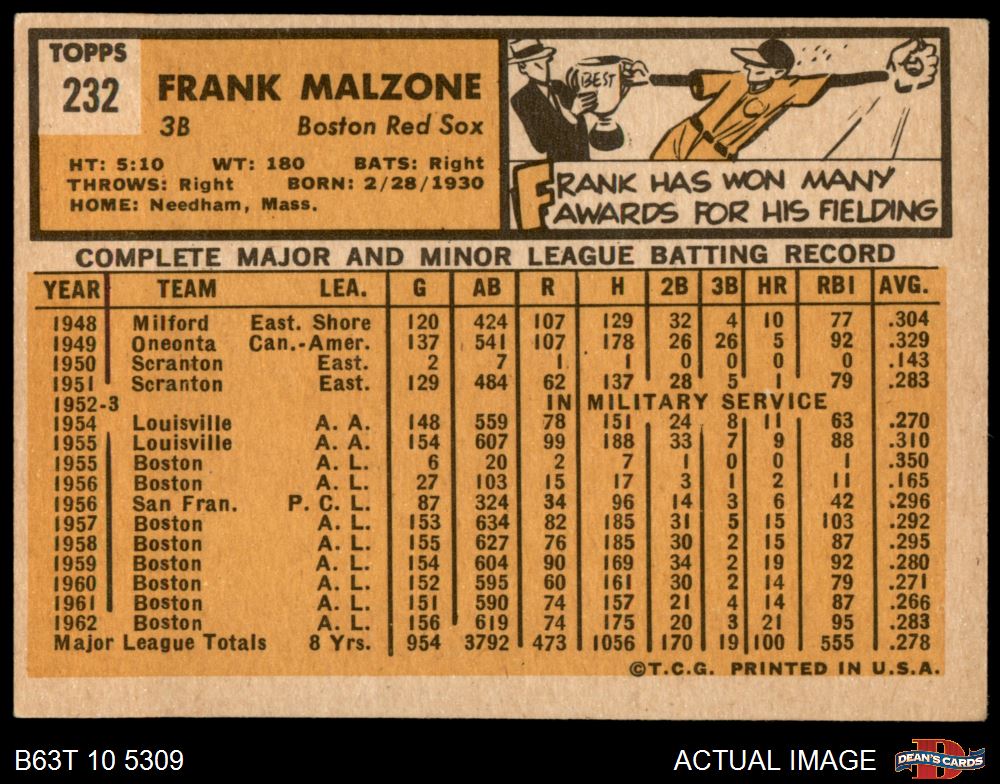 TOPPS
232
FRANK MALZONE
3B Boston Red Sox
HT: 5:10 WT: 180 BATS: Right
THROWS: Right BORN: 2/28/1930
HOME: Needham, Mass.
BEST
FRANK HAS WON MANY
AWARDS FOR HIS FIELDING
COMPLETE MAJOR AND MINOR LEAGUE BATTING RECORD
YEAR TEAM LEA. G AB R H 2B 3B HR RBI AVG.
1948 Milford East. Shore 120 424 107 129 32 4 10 77 .304
1949 Oneonta Can.-Amer. 137 541 107 178 26 26 5 92 .329
1950 Scranton East. 2 7 1 1 0 0 0 0 .143
1951 Scranton East. 129 484 62 137 28 5 1 79 .283
1952-3 IN MILITARY SERVICE
1954 Louisville A. A. 148 559 78 151 24 8 11 63 .270
1955 Louisville A. A. 154 607 99 188 33 7 9 88 .310
1955 Boston A. L. 6 20 2 7 1 0 0 1 .350
1956 Boston A. L. 27 103 15 17 3 1 2 11 .165
1956 San Fran. P. C. L. 87 324 34 96 14 3 6 42 .296
1957 Boston A. L. 153 634 82 185 31 5 15 103 .292
1958 Boston A. L. 155 627 76 185 30 2 15 87 .295
1959 Boston A. L. 154 604 90 169 34 2 19 92 .280
1960 Boston A. L. 152 595 60 161 30 2 14 79 .271
1961 Boston A. L. 151 590 74 157 21 4 14 87 .266
1962 Boston A. L. 156 619 74 175 20 3 21 95 .283
Major League Totals 8 Yrs. 954 3792 473 1056 170 19 100 555 .278
©T.C.G. PRINTED IN U.S.A.
B63T 10 5309 ACTUAL IMAGE
D
DEAN'S CARDS